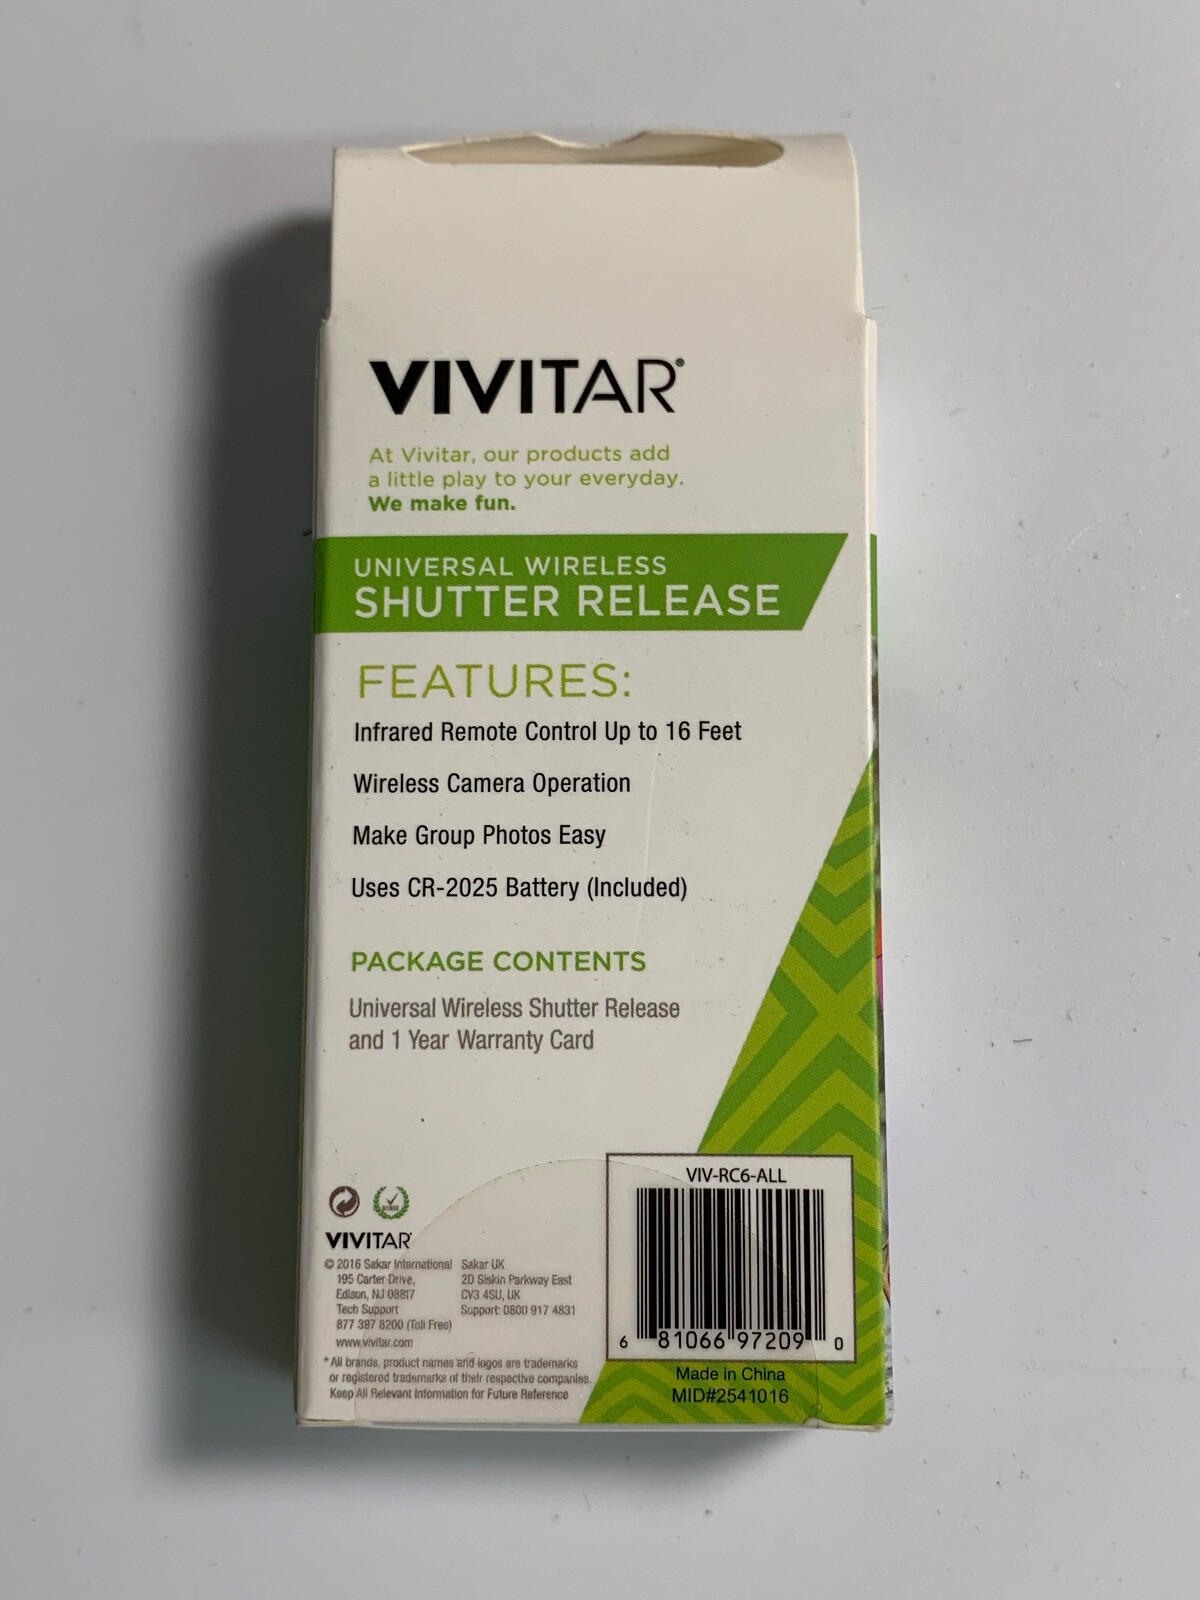 VIVITAR®
At Vivitar, our products add
a little play to your everyday.
We make fun.
UNIVERSAL WIRELESS
SHUTTER RELEASE
FEATURES:
Infrared Remote Control Up to 16 Feet
Wireless Camera Operation
Make Group Photos Easy
Uses CR-2025 Battery (Included)
PACKAGE CONTENTS
Universal Wireless Shutter Release
and 1 Year Warranty Card
VIVITAR®
© 2016 Sakar International
195 Carter Drive,
Edison, NJ 08817
Tech Support
877 397 8200 (Toll Free)
www.vivitar.com
Sakar UK
2D Siskin Parkway East
CV3 4SU, UK
Support: 0800 917 4831
* All brands, product names and logos are trademarks
or registered trademarks of their respective companies.
Keep All Relevant Information for Future Reference
VIV-RC6-ALL
6 81066 97209 0
Made in China
MID#2541016